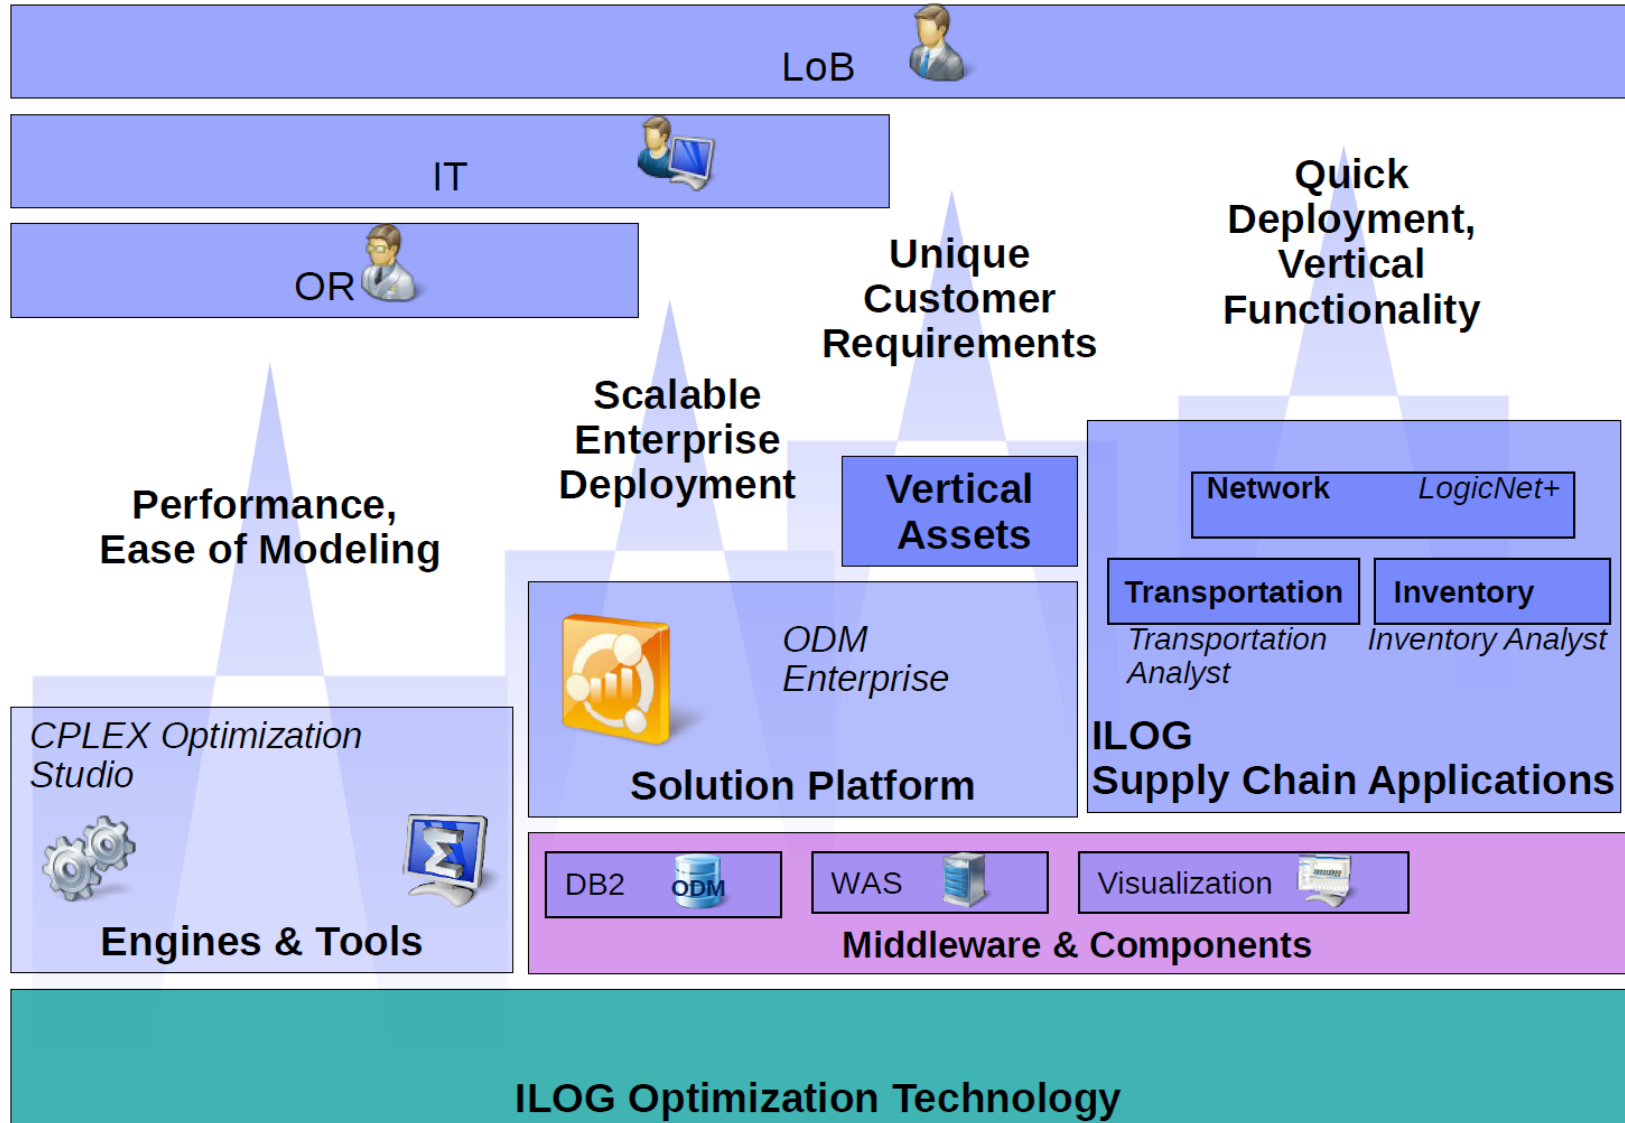 LoB
IT
OR
Quick
Deployment,
Vertical
Functionality
Unique
Customer
Requirements
Scalable
Enterprise
Deployment
Performance,
Ease of Modeling
Vertical
Assets
Network LogicNet+
Transportation Inventory
Transportation
Analyst
Inventory Analyst
ILOG
Supply Chain Applications
ODM
Enterprise
Solution Platform
CPLEX Optimization
Studio
Σ
Engines & Tools
DB2 ODM WAS Visualization
Middleware & Components
ILOG Optimization Technology